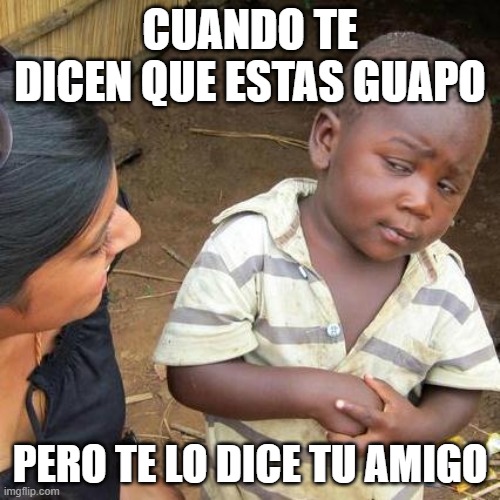 CUANDO TE
DICEN QUE ESTAS GUAPO
PERO TE LO DICE TU AMIGO
imgflip.com